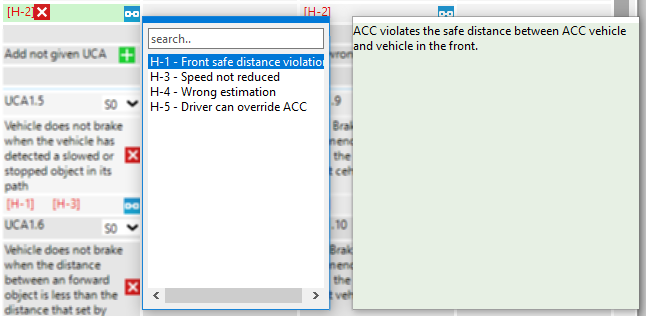 [H-2]
[H-2]
Add not given UCA
UCA1.5
S0
Vehicle does not brake
when the vehicle has
detected a slowed or
stopped object in its
path
[H-1] [H-3]
UCA1.6
S0
Vehicle does not brake
when the distance
between an forward
object is less than the
distance that set by
search..
H-1 - Front safe distance violation
H-3 - Speed not reduced
H-4 - Wrong estimation
H-5 - Driver can override ACC
.9
.10
ACC violates the safe distance between ACC vehicle
and vehicle in the front.